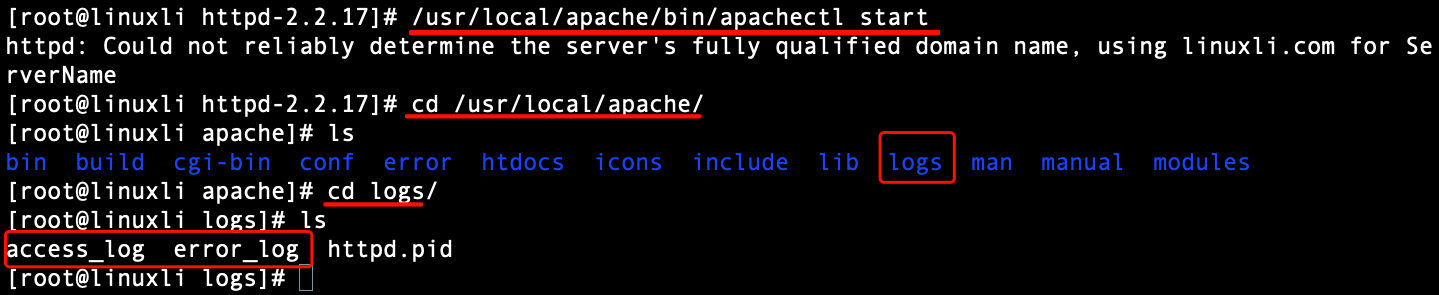 [root@linuxli httpd-2.2.17]# /usr/local/apache/bin/apachectl start
httpd: Could not reliably determine the server's fully qualified domain name, using linuxli.com for Se
rverName
[root@linuxli httpd-2.2.17]# cd /usr/local/apache/
[root@linuxli apache]# ls
bin  build  cgi-bin  conf  error  htdocs  icons  include  lib  logs  man  manual  modules
[root@linuxli apache]# cd logs/
[root@linuxli logs]# ls
access_log  error_log  httpd.pid
[root@linuxli logs]#